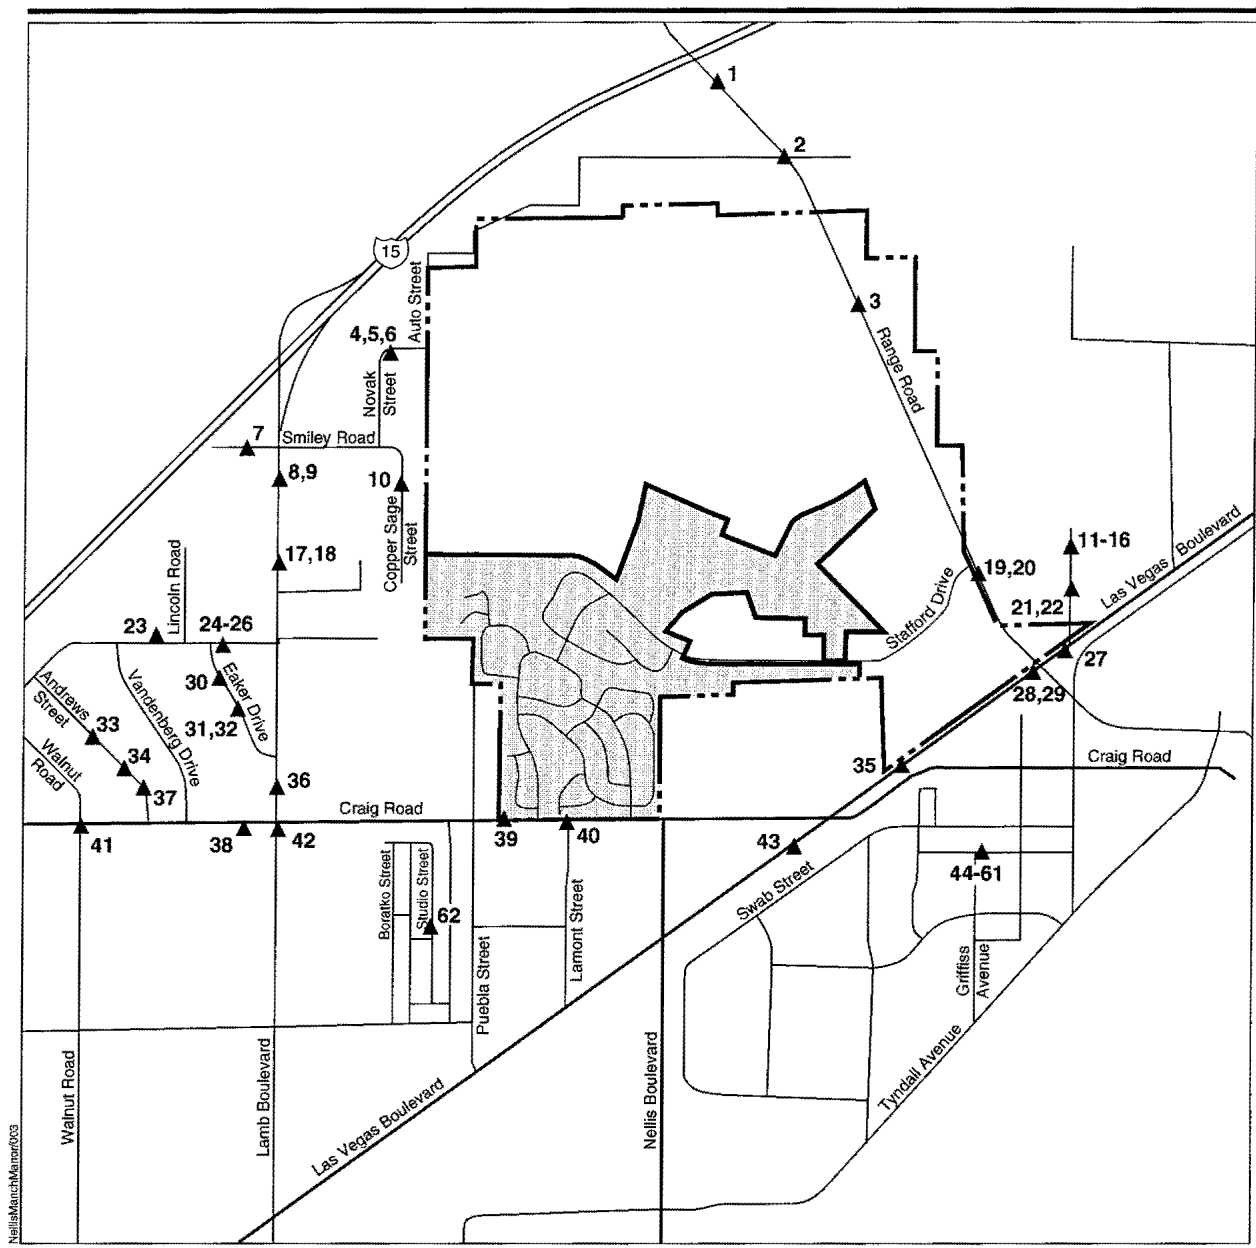 1
2
15
Auto Street
3
4,5,6
Range Road
Novak
Street
7
Smiley Road
8,9
10
Copper Sage
Street
11-16
Las Vegas Boulevard
17,18
Lincoln Road
19,20
Stafford Drive
21,22
23
24-26
27
28,29
30
Eaker Drive
31,32
Andrews
Street
Vandenberg Drive
33
Walnut
Road
34
35
Craig Road
36
37
Craig Road
38
39
40
41
42
43
Swab Street
44-61
Boratko Street
Studio Street
62
Puebla Street
Lamont Street
Griffiss
Avenue
Tyndall Avenue
Walnut Road
Lamb Boulevard
Las Vegas Boulevard
Nellis Boulevard
NellisManchManor/003